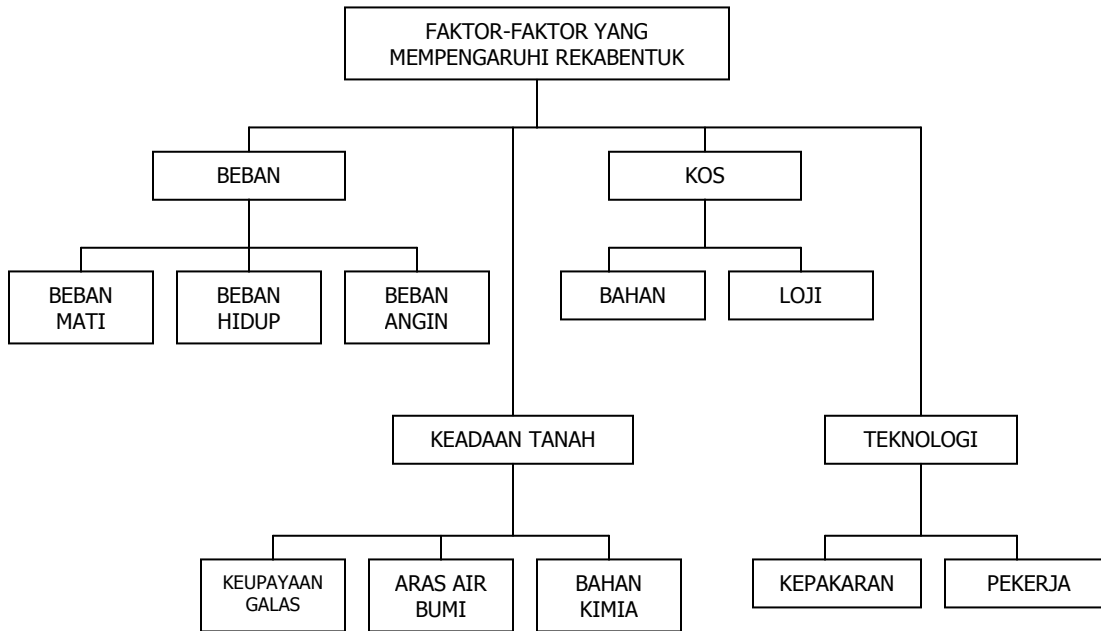 FAKTOR-FAKTOR YANG
MEMPENGARUHI REKABENTUK
BEBAN
KOS
BEBAN
MATI
BEBAN
HIDUP
BEBAN
ANGIN
BAHAN
LOJI
KEADAAN TANAH
TEKNOLOGI
KEUPAYAAN
GALAS
ARAS AIR
BUMI
BAHAN
KIMIA
KEPAKARAN
PEKERJA